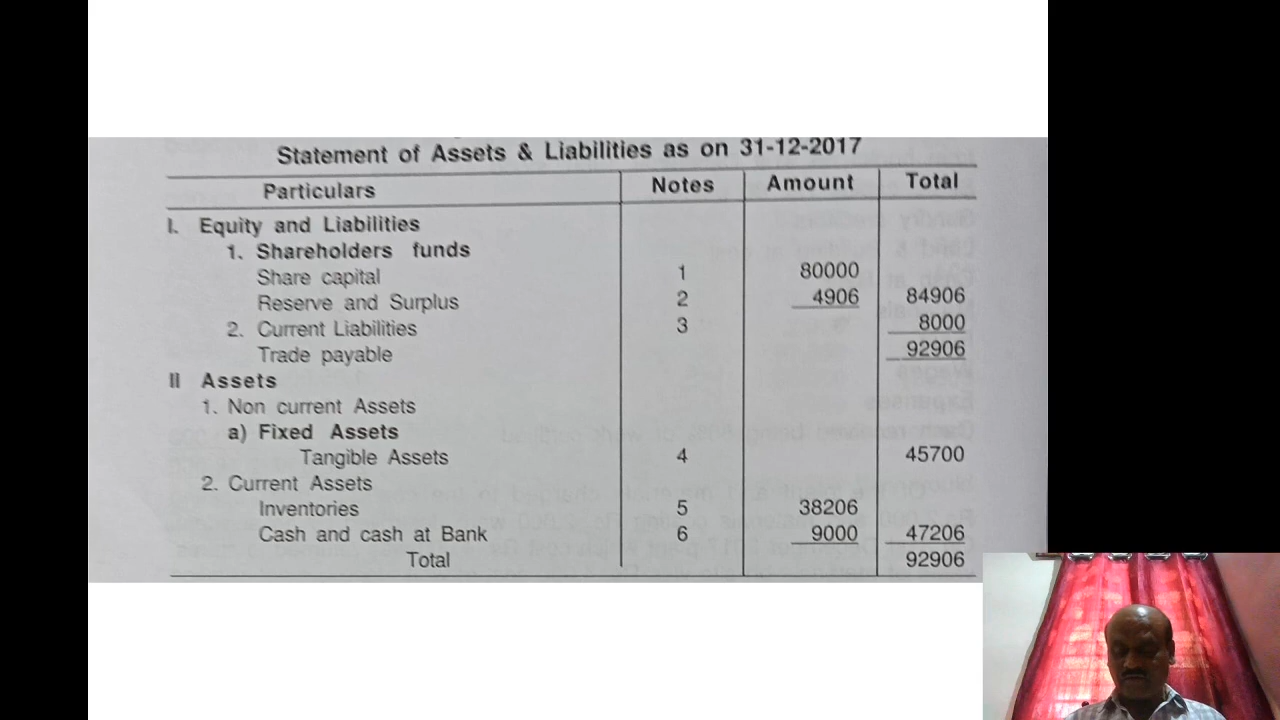 Statement of Assets & Liabilities as on 31-12-2017
Particulars Notes Amount Total
I. Equity and Liabilities
1. Shareholders funds
Share capital 1 80000
Reserve and Surplus 2 4906 84906
2. Current Liabilities 3 8000
Trade payable 92906
II Assets
1. Non current Assets
a) Fixed Assets
Tangible Assets 4 45700
2. Current Assets
Inventories 5 38206
Cash and cash at Bank 6 9000 47206
Total 92906